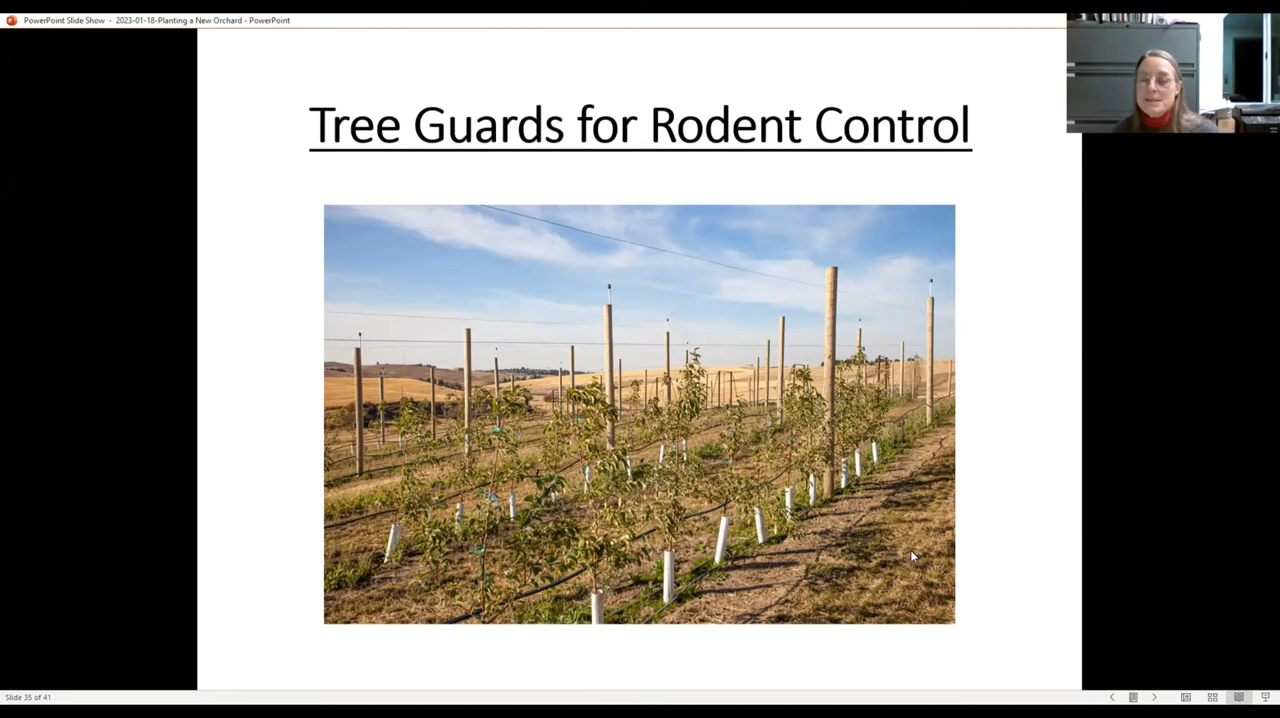 PowerPoint Slide Show - 2023-01-18-Planting a New Orchard - PowerPoint
Tree Guards for Rodent Control
Slide 35 of 41